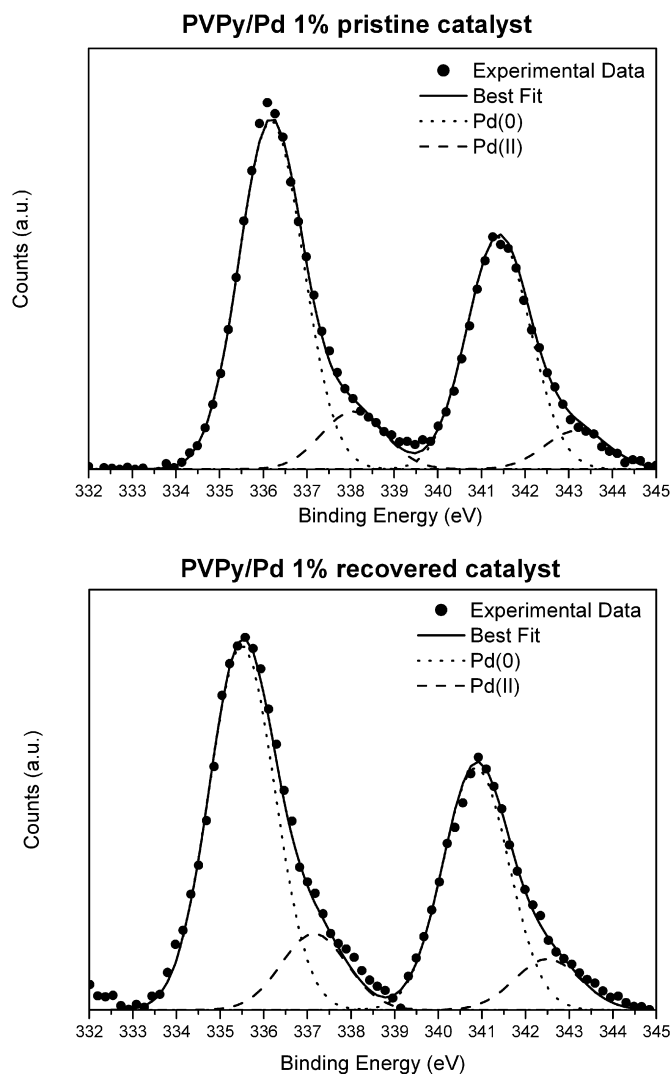 PVPy/Pd 1% pristine catalyst
Experimental Data
Best Fit
Pd(0)
Pd(II)
Counts (a.u.)
332 333 334 335 336 337 338 339 340 341 342 343 344 345
Binding Energy (eV)
PVPy/Pd 1% recovered catalyst
Experimental Data
Best Fit
Pd(0)
Pd(II)
Counts (a.u.)
332 333 334 335 336 337 338 339 340 341 342 343 344 345
Binding Energy (eV)